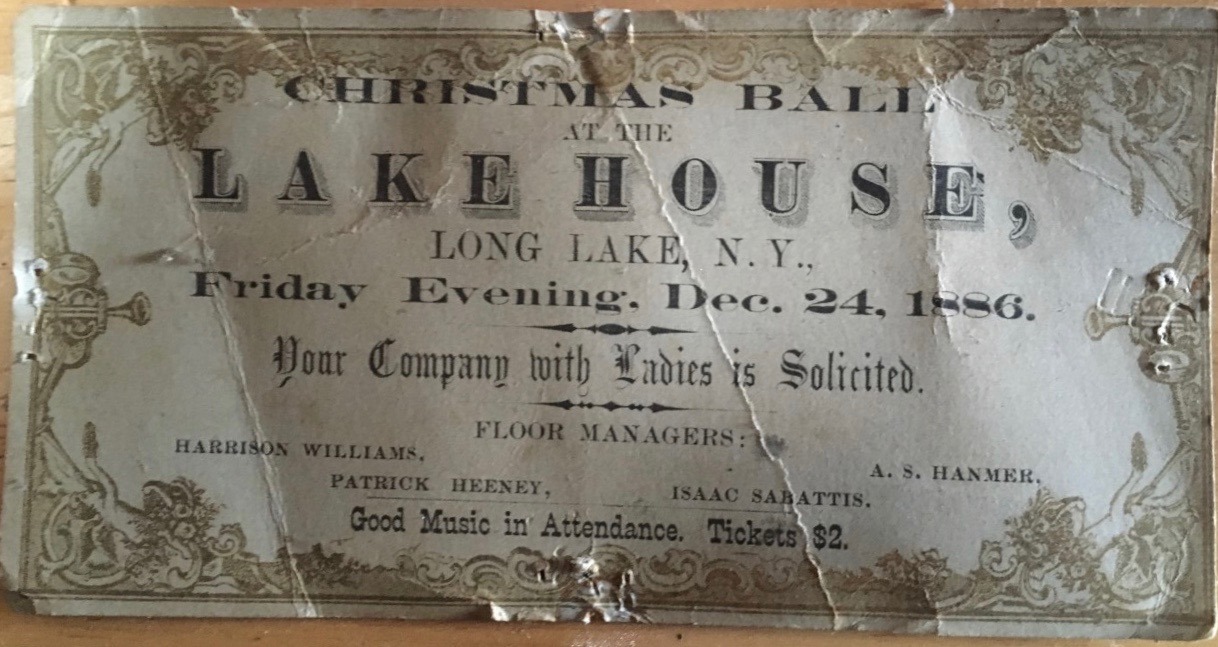 CHRISTMAS BALL
AT THE
LAKE HOUSE,
LONG LAKE, N. Y.,
Friday Evening, Dec. 24, 1886.
Your Company with Ladies is Solicited.
FLOOR MANAGERS:
HARRISON WILLIAMS,
A. S. HANMER,
PATRICK HEENEY,
ISAAC SABATTIS.
Good Music in Attendance. Tickets $2.